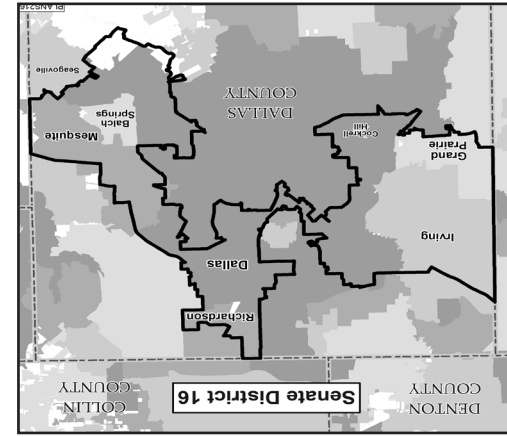 Senate District 16
DENTON
COUNTY
COLLIN
COUNTY
Richardson
Dallas
Irving
Grand
Prairie
Cockrell
Hill
Mesquite
Balch
Springs
DALLAS
COUNTY
Seagoville